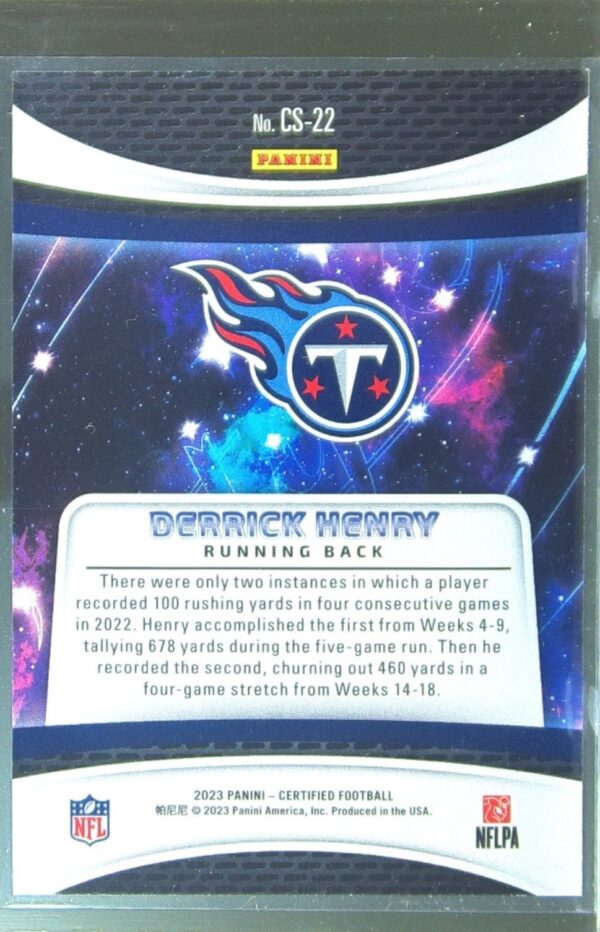 No. CS-22
PANINI
T
DERRICK HENRY
RUNNING BACK
There were only two instances in which a player
recorded 100 rushing yards in four consecutive games
in 2022. Henry accomplished the first from Weeks 4-9,
tallying 678 yards during the five-game run. Then he
recorded the second, churning out 460 yards in a
four-game stretch from Weeks 14-18.
2023 PANINI – CERTIFIED FOOTBALL
帕尼尼 © 2023 Panini America, Inc. Produced in the USA.
NFL
NFLPA